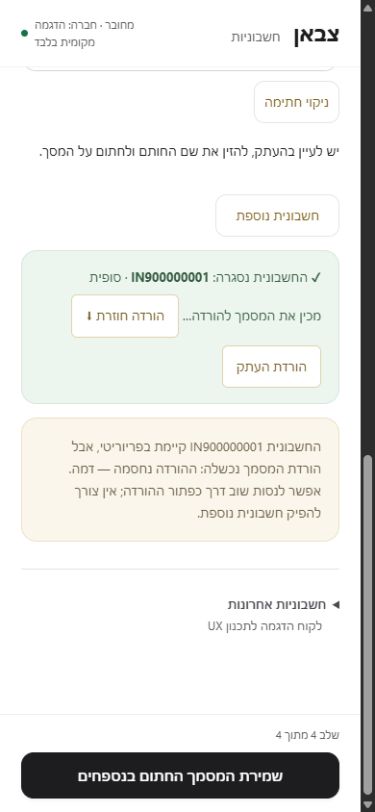 צבאן חשבוניות
מחובר · חברה: הדגמה
מקומית בלבד
ניקוי חתימה
יש לעיין בהעתק, להזין את שם החותם ולחתום על המסך.
חשבונית נוספת
✓ החשבונית נסגרה: IN900000001 · סופית
מכין את המסמך להורדה... הורדה חוזרת ⬇
הורדת העתק
החשבונית IN900000001 קיימת בפריוריטי, אבל
הורדת המסמך נכשלה: ההורדה נחסמה — דמה.
אפשר לנסות שוב דרך כפתור ההורדה; אין צורך
להפיק חשבונית נוספת.
◀ חשבוניות אחרונות
לקוח הדגמה לתכנון UX
שלב 4 מתוך 4
שמירת המסמך החתום בנספחים